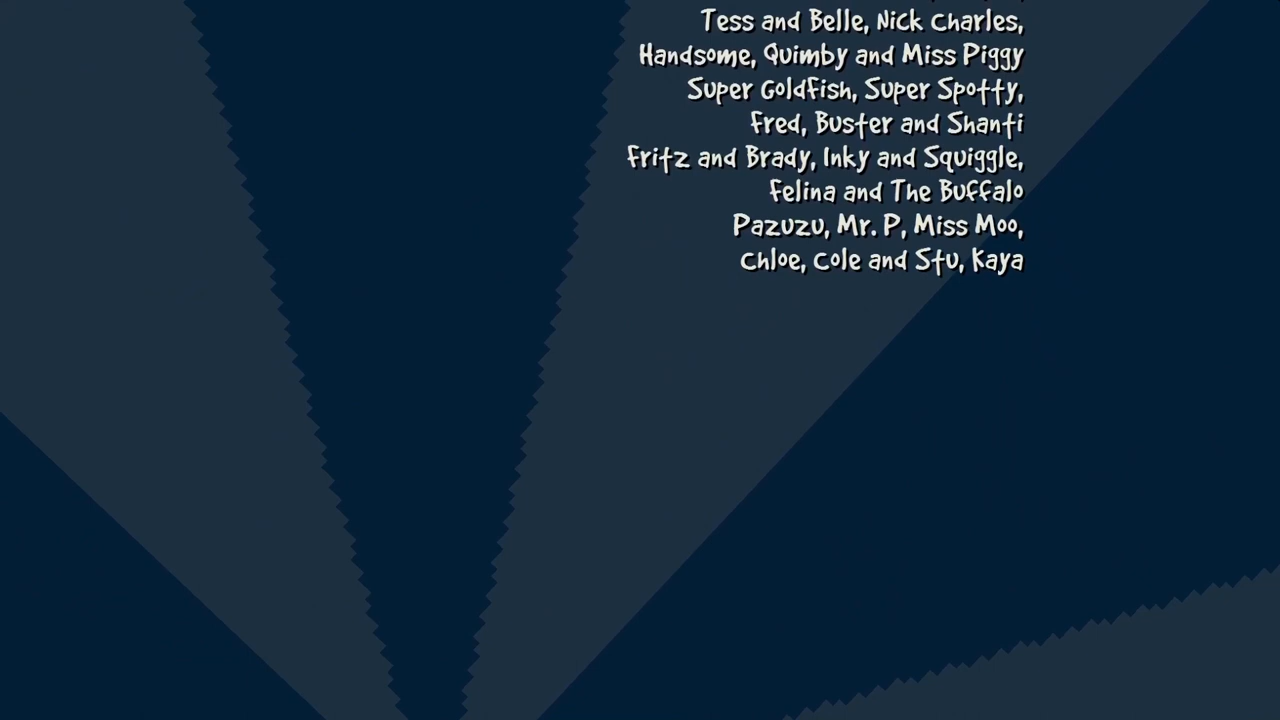 Tess and Belle, Nick Charles,
Handsome, Quimby and Miss Piggy
Super Goldfish, Super Spotty,
Fred, Buster and Shanti
Fritz and Brady, Inky and Squiggle,
Felina and The Buffalo
Pazuzu, Mr. P, Miss Moo,
Chloe, Cole and Stu, Kaya